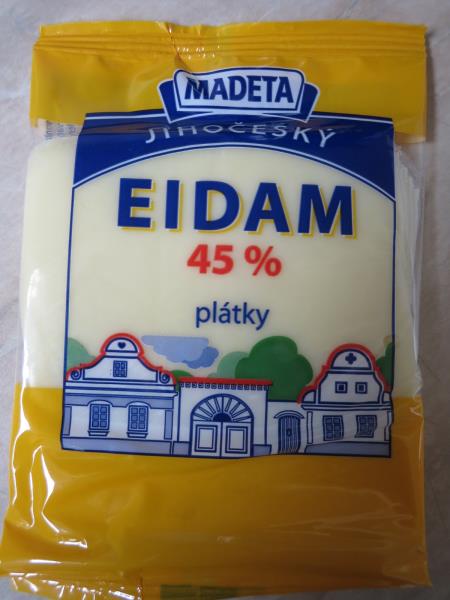 MADETA
JIHOČESKÝ
EIDAM
45 %
plátky